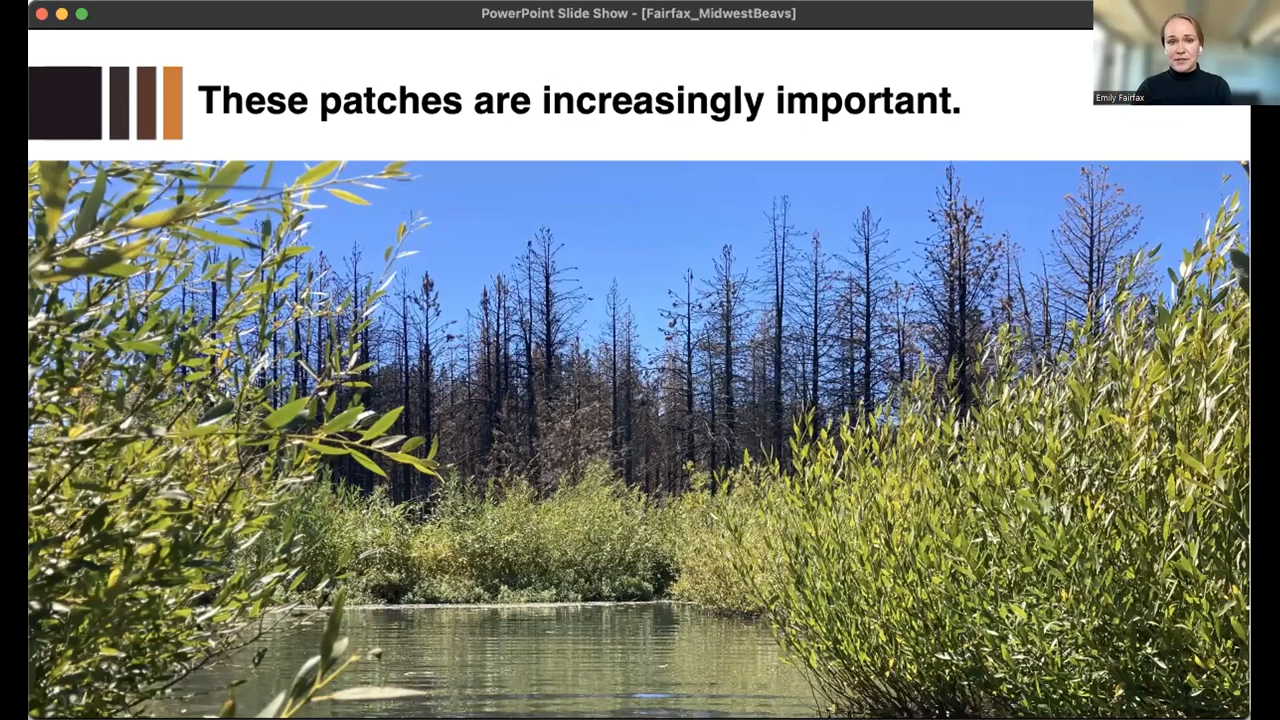 PowerPoint Slide Show - [Fairfax_MidwestBeavs]
Emily Fairfax
These patches are increasingly important.